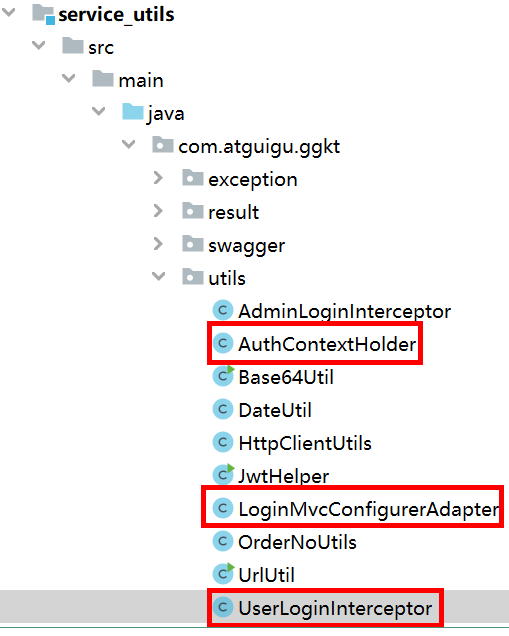 service_utils
src
main
java
com.atguigu.ggkt
exception
result
swagger
utils
C AdminLoginInterceptor
C AuthContextHolder
C Base64Util
C DateUtil
C HttpClientUtils
C JwtHelper
C LoginMvcConfigurerAdapter
C OrderNoUtils
C UrlUtil
C UserLoginInterceptor